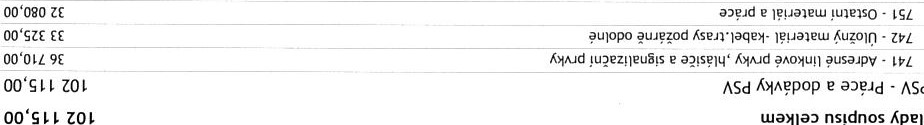 lady soupisu celkem 102 115,00
PSV - Práce a dodávky PSV 102 115,00
741 - Adresné linkové prvky, hlásiče a signalizační prvky 36 710,00
742 - Úložný materiál -kabel.trasy požárně odolné 33 325,00
751 - Ostatní materiál a práce 32 080,00